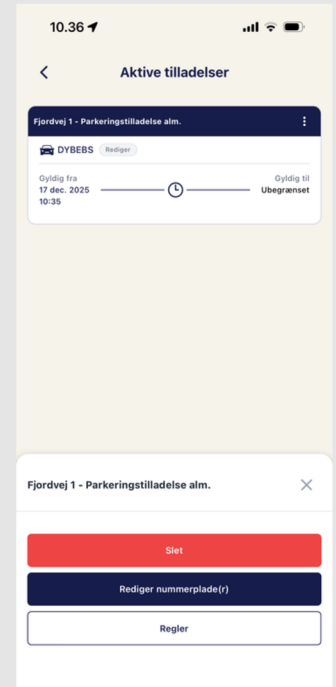 10.36
Aktive tilladelser
Fjordvej 1 - Parkeringstilladelse alm.
DYBEBS Rediger
Gyldig fra
17 dec. 2025
10:35
Gyldig til
Ubegrænset
Fjordvej 1 - Parkeringstilladelse alm.
Slet
Rediger nummerplade(r)
Regler